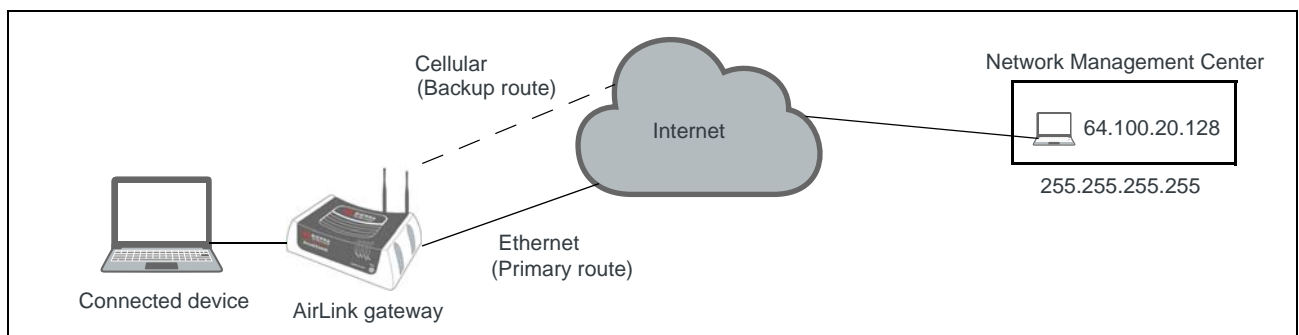 Cellular
(Backup route)
Network Management Center
Internet
64.100.20.128
255.255.255.255
Ethernet
(Primary route)
Connected device
AirLink gateway